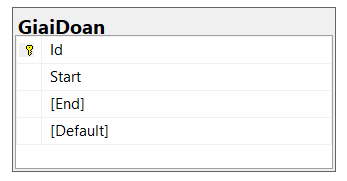 GiaiDoan
Id
Start
[End]
[Default]